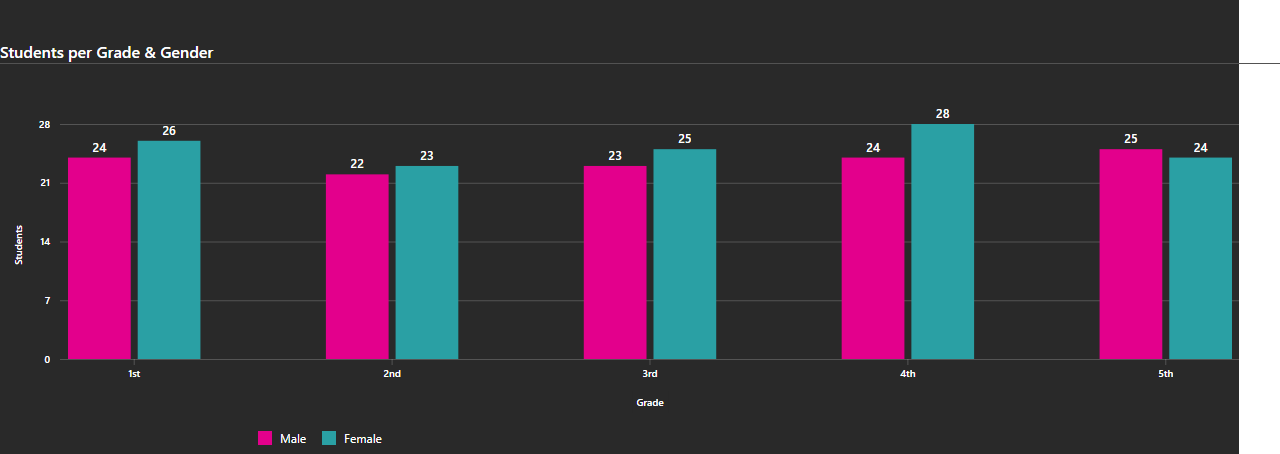 Students per Grade & Gender
28
21
14
7
0
Students
24 26 22 23 23 25 24 28 25 24
1st 2nd 3rd 4th 5th
Grade
Male Female